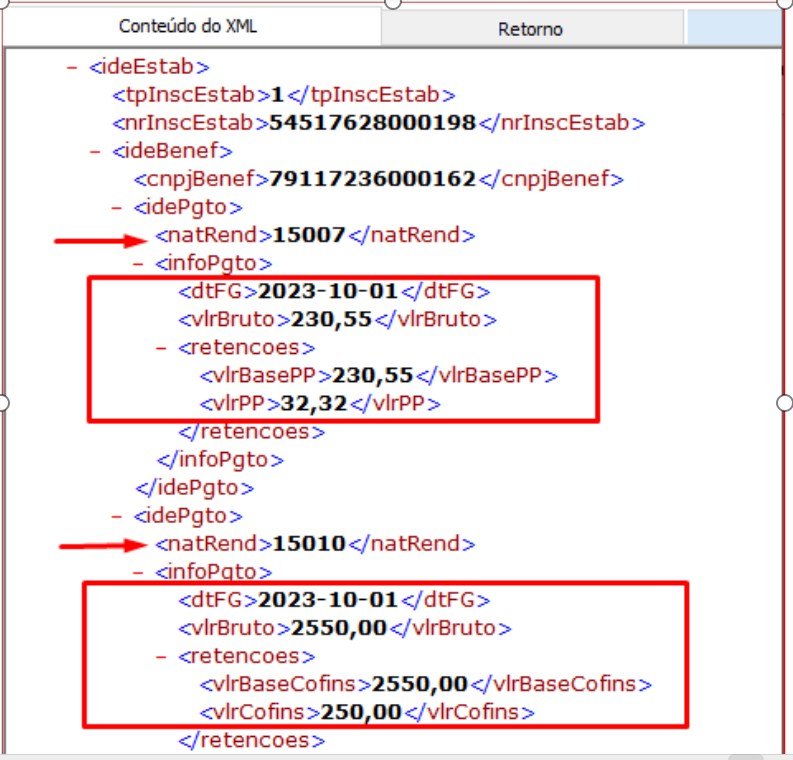 Conteúdo do XML
Retorno
– <ideEstab>
<tpInscEstab>1</tpInscEstab>
<nrInscEstab>54517628000198</nrInscEstab>
– <ideBenef>
<cnpjBenef>79117236000162</cnpjBenef>
– <idePgto>
<natRend>15007</natRend>
– <infoPgto>
<dtFG>2023-10-01</dtFG>
<vlrBruto>230,55</vlrBruto>
– <retencoes>
<vlrBasePP>230,55</vlrBasePP>
<vlrPP>32,32</vlrPP>
</retencoes>
</infoPgto>
</idePgto>
– <idePgto>
<natRend>15010</natRend>
– <infoPgto>
<dtFG>2023-10-01</dtFG>
<vlrBruto>2550,00</vlrBruto>
– <retencoes>
<vlrBaseCofins>2550,00</vlrBaseCofins>
<vlrCofins>250,00</vlrCofins>
</retencoes>